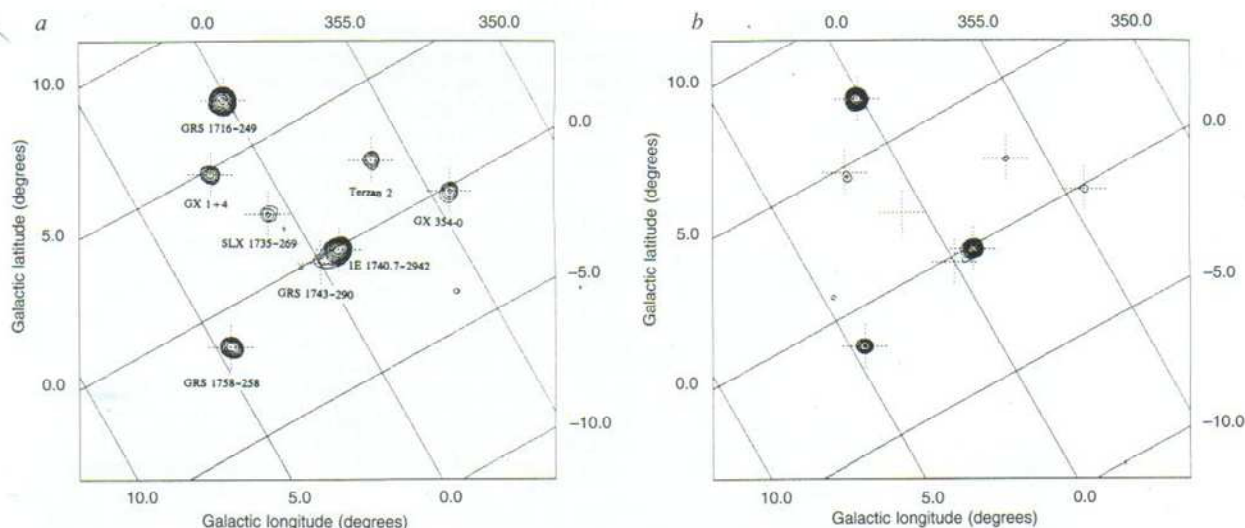 a
0.0 355.0 350.0
10.0
5.0
0.0
Galactic latitude (degrees)
GRS 1716-249
GX 1+4
SLX 1735-269
Terzan 2
GX 354-0
1E 1740.7-2942
GRS 1743-290
GRS 1758-258
0.0
-5.0
-10.0
10.0 5.0 0.0
Galactic longitude (degrees)
b
0.0 355.0 350.0
10.0
5.0
0.0
Galactic latitude (degrees)
0.0
-5.0
-10.0
10.0 5.0 0.0
Galactic longitude (degrees)